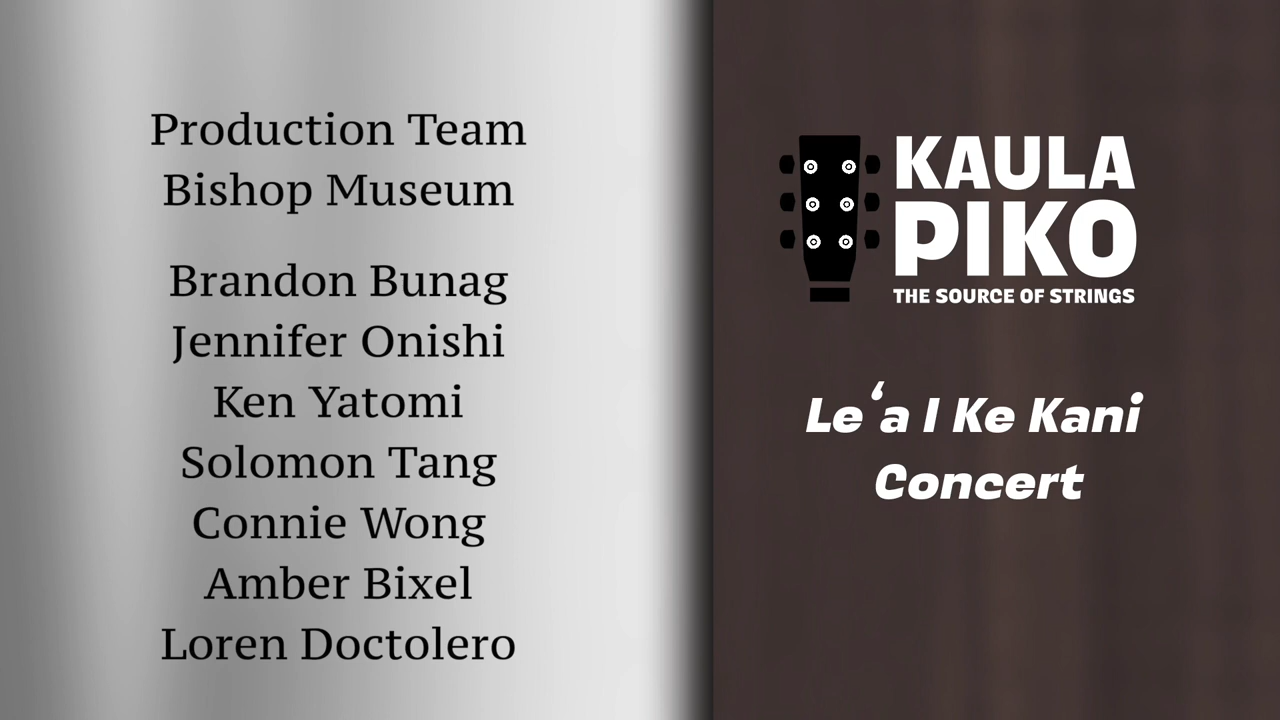 Production Team
Bishop Museum
Brandon Bunag
Jennifer Onishi
Ken Yatomi
Solomon Tang
Connie Wong
Amber Bixel
Loren Doctolero
KAULA
PIKO
THE SOURCE OF STRINGS
Leʻa I Ke Kani
Concert